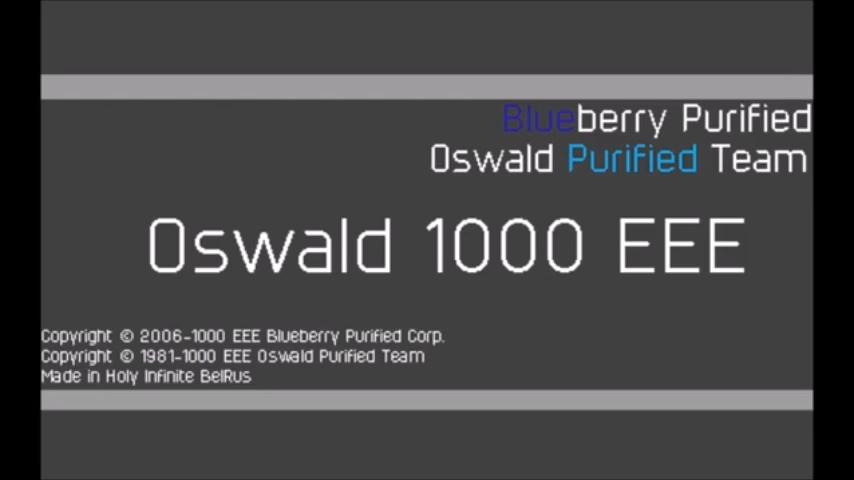 Blueberry Purified
Oswald Purified Team
Oswald 1000 EEE
Copyright © 2006-1000 EEE Blueberry Purified Corp.
Copyright © 1981-1000 EEE Oswald Purified Team
Made in Holy Infinite BelRus